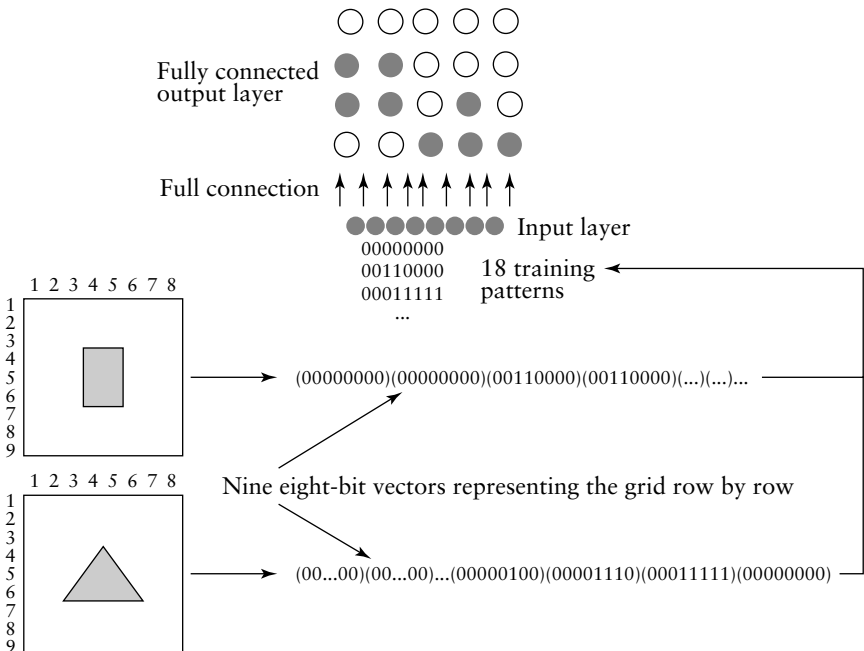 Fully connected
output layer
Full connection
Input layer
00000000
00110000
00011111
...
18 training
patterns
1 2 3 4 5 6 7 8
1
2
3
4
5
6
7
8
9
(00000000)(00000000)(00110000)(00110000)(...)(...)...
Nine eight-bit vectors representing the grid row by row
1 2 3 4 5 6 7 8
1
2
3
4
5
6
7
8
9
(00...00)(00...00)...(00000100)(00001110)(00011111)(00000000)